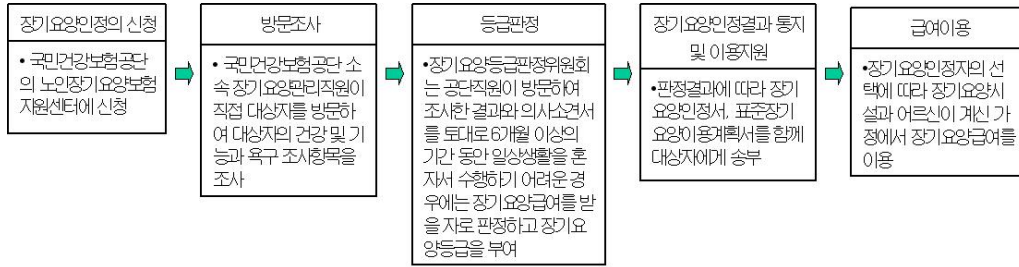 장기요양인정의 신청
• 국민건강보험공단
의 노인장기요양보험
지원센터에 신청
방문조사
• 국민건강보험공단 소
속 장기요양관리직원이
직접 대상자를 방문하
여 대상자의 건강 및 기
능과 욕구 조사항목을
조사
등급판정
•장기요양등급판정위원회
는 공단직원이 방문하여
조사한 결과와 의사소견서
를 토대로 6개월 이상의
기간 동안 일상생활을 혼
자서 수행하기 어려운 경
우에는 장기요양급여를 받
을 자로 판정하고 장기요
양등급을 부여
장기요양인정결과 통지
및 이용지원
•판정결과에 따라 장기
요양인정서, 표준장기
요양이용계획서를 함께
대상자에게 송부
급여이용
•장기요양인정자의 선
택에 따라 장기요양시
설과 어르신이 계신 가
정에서 장기요양급여를
이용